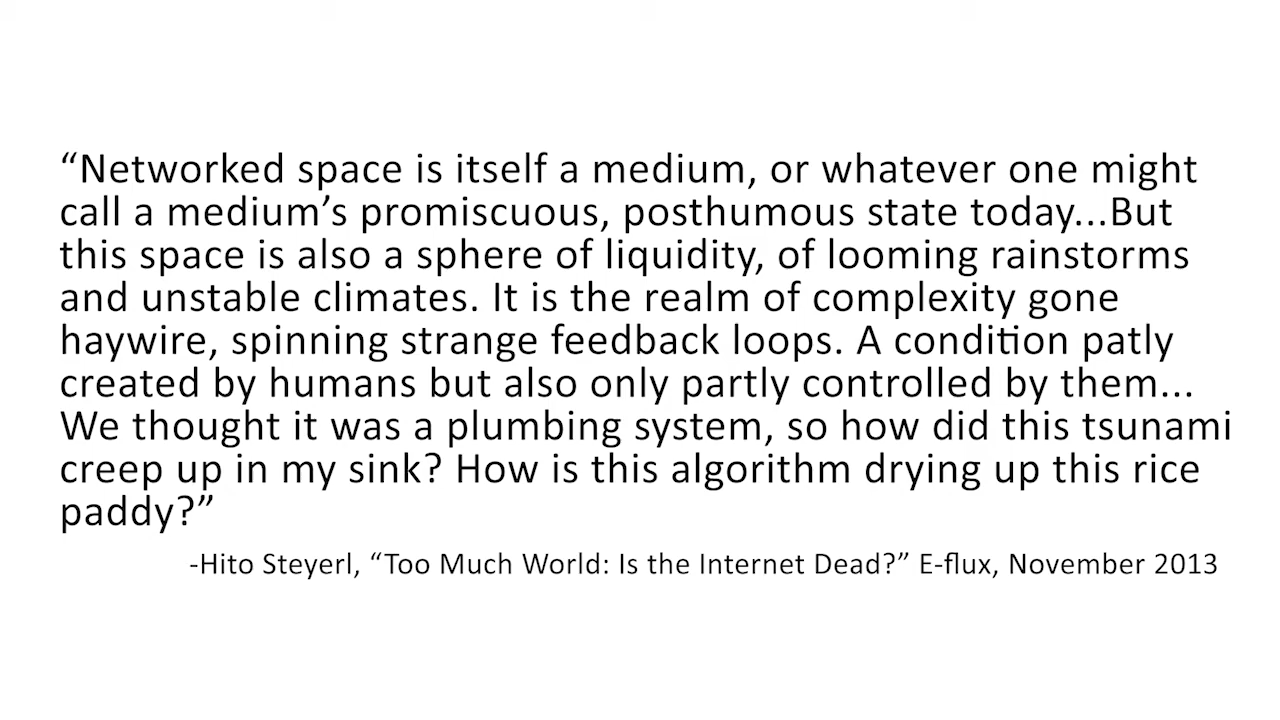 “Networked space is itself a medium, or whatever one might
call a medium’s promiscuous, posthumous state today...But
this space is also a sphere of liquidity, of looming rainstorms
and unstable climates. It is the realm of complexity gone
haywire, spinning strange feedback loops. A condition patly
created by humans but also only partly controlled by them...
We thought it was a plumbing system, so how did this tsunami
creep up in my sink? How is this algorithm drying up this rice
paddy?”
-Hito Steyerl, “Too Much World: Is the Internet Dead?” E-flux, November 2013